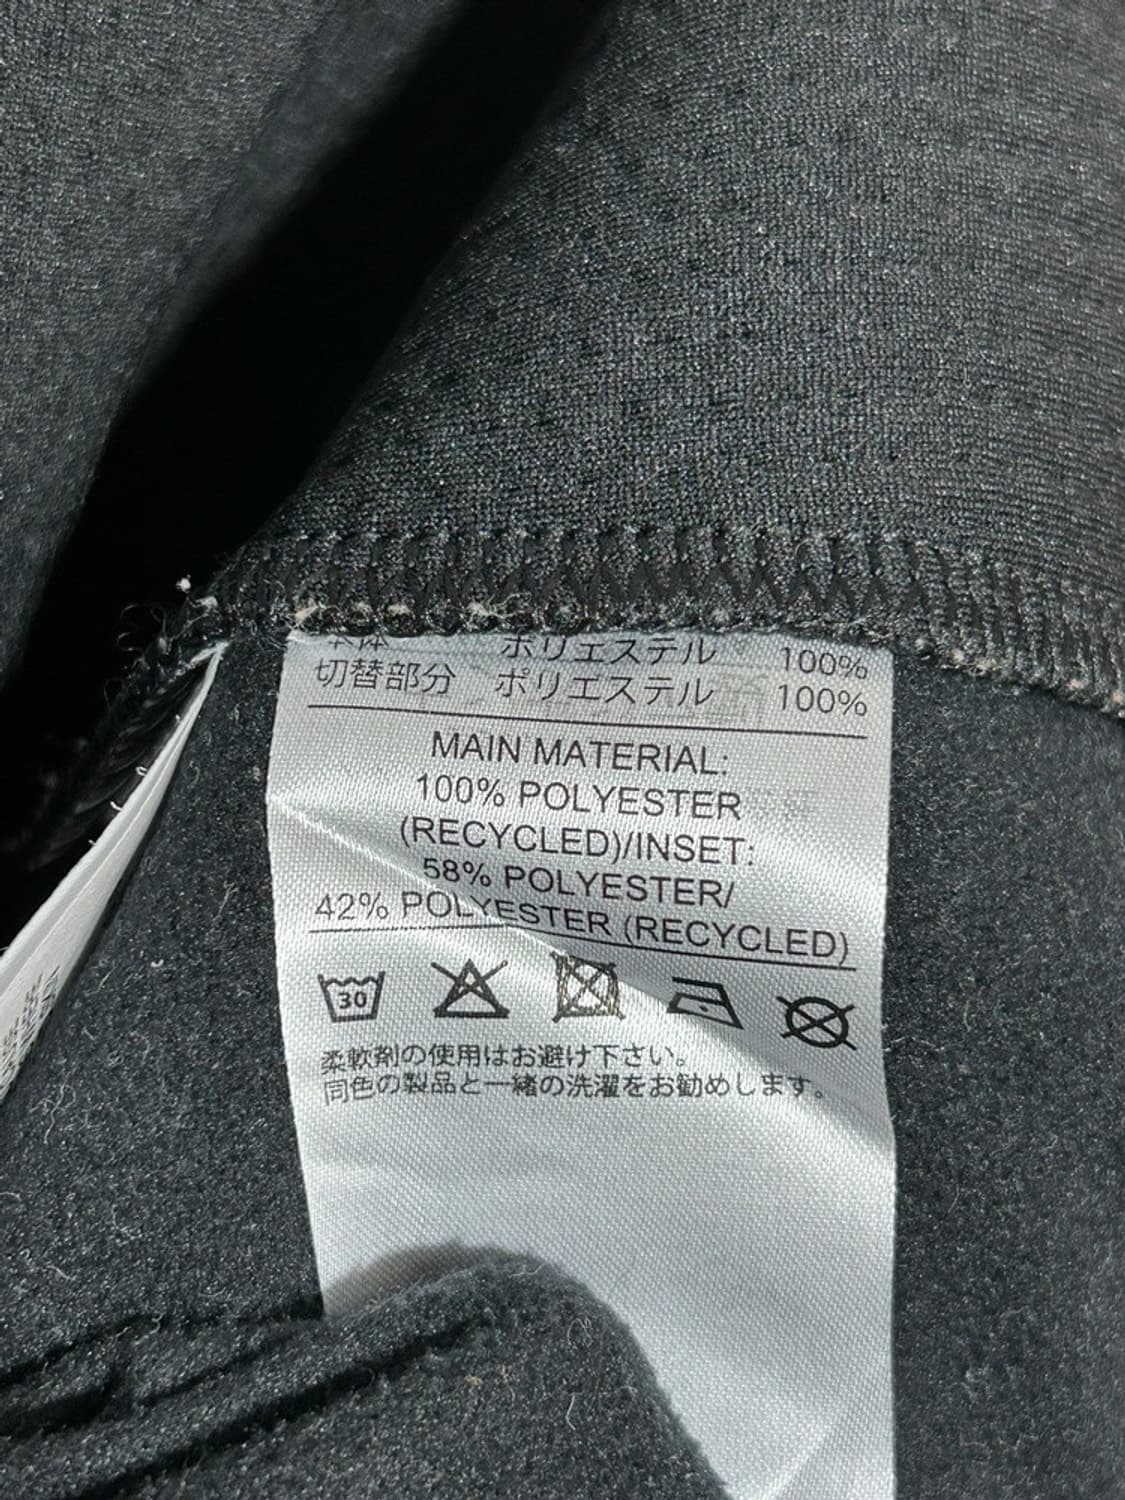 本体 ポリエステル 100%
切替部分 ポリエステル 100%
MAIN MATERIAL:
100% POLYESTER
(RECYCLED)/INSET:
58% POLYESTER/
42% POLYESTER (RECYCLED)
30
柔軟剤の使用はお避け下さい。
同色の製品と一緒の洗濯をお勧めします。